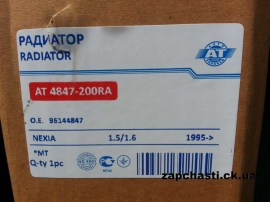 РАДИАТОР
RADIATOR
AT
AT 4847-200RA
O.E. 96144847
NEXIA 1.5/1.6 1995->
*MT
Q-ty 1pc
zapchasti.ck.ua